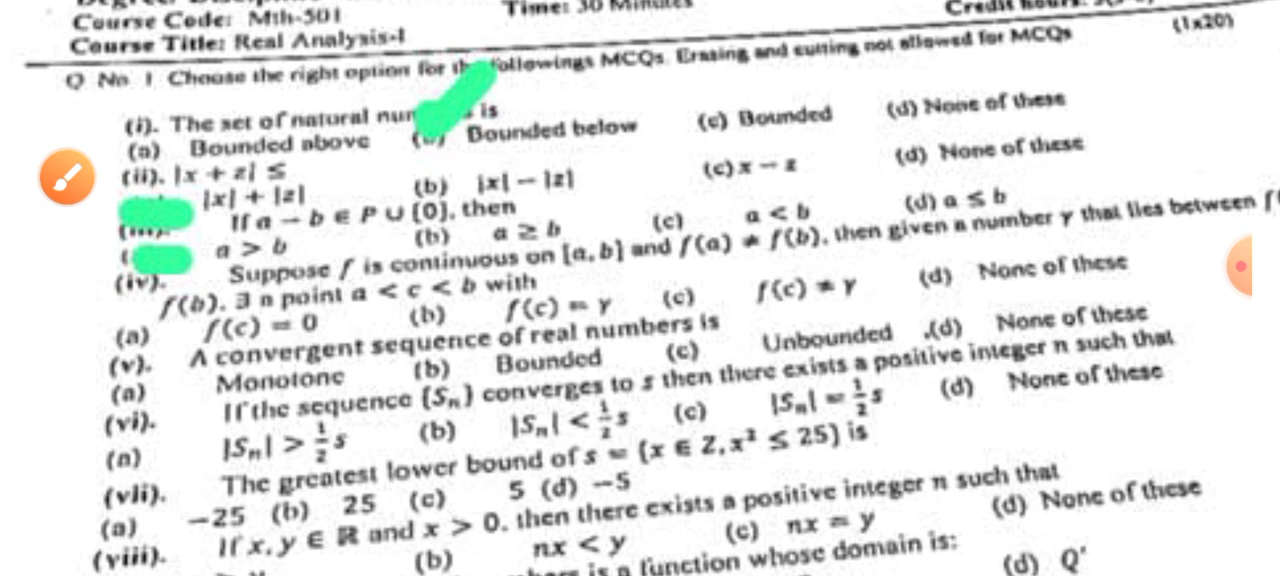 Course Code: Mth-501
Time: 30 Minutes
Course Title: Real Analysis-I
(1x20)
Q No 1 Choose the right option for the followings MCQs. Erasing and cutting not allowed for MCQs
(i). The set of natural is
(a) Bounded above Bounded below (c) Bounded (d) None of these
(ii). |x + z| ≤
|x| + |z| (b) |x| − |z| (c) x − z (d) None of these
If a − b ∈ P ∪ {0}, then
a > b (b) a ≥ b (c) a < b (d) a ≤ b
(iv). Suppose f is continuous on [a, b] and f(a) ≠ f(b), then given a number γ that lies between
f(b). ∃ a point a < c < b with
(a) f(c) = 0 (b) f(c) = γ (c) f(c) ≠ γ (d) None of these
(v). A convergent sequence of real numbers is
(a) Monotone (b) Bounded (c) Unbounded (d) None of these
(vi). If the sequence {Sₙ} converges to s then there exists a positive integer n such that
(a) |Sₙ| > 1/2 s (b) |Sₙ| < 1/2 s (c) |Sₙ| = 1/2 s (d) None of these
(vii). The greatest lower bound of s = {x ∈ Z, x² ≤ 25} is
(a) −25 (b) 25 (c) 5 (d) −5
(viii). If x, y ∈ ℝ and x > 0, then there exists a positive integer n such that
(b) nx < y (c) nx = y (d) None of these
is a function whose domain is:
(d) Q'